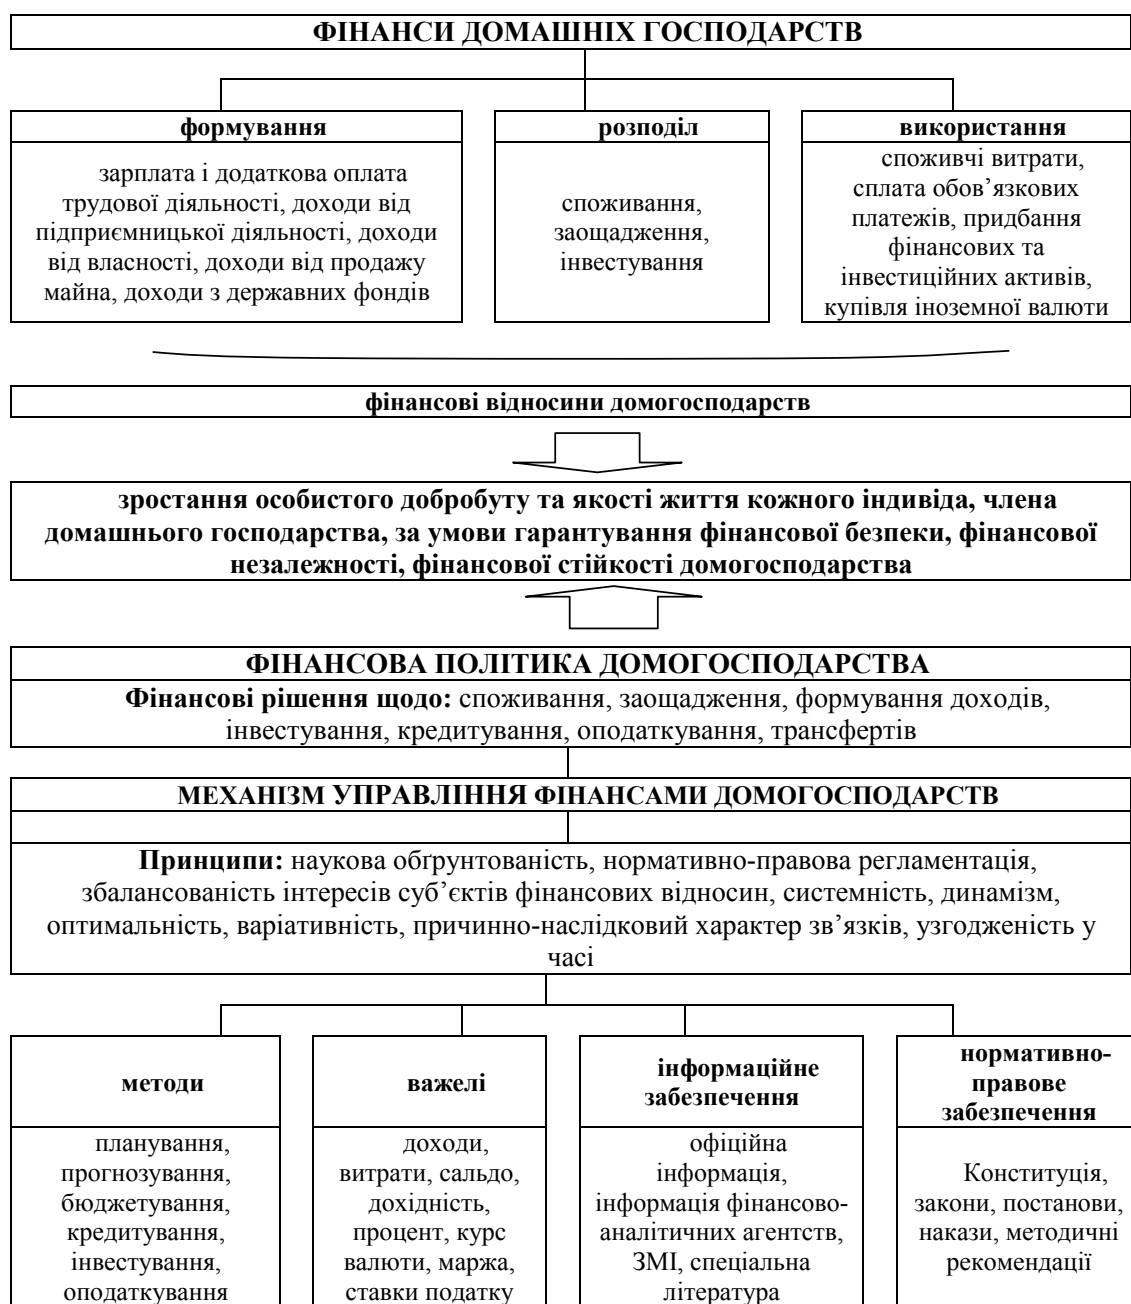 ФІНАНСИ ДОМАШНІХ ГОСПОДАРСТВ
формування
зарплата і додаткова оплата
трудової діяльності, доходи від
підприємницької діяльності, доходи
від власності, доходи від продажу
майна, доходи з державних фондів
розподіл
споживання,
заощадження,
інвестування
використання
споживчі витрати,
сплата обов’язкових
платежів, придбання
фінансових та
інвестиційних активів,
купівля іноземної валюти
фінансові відносини домогосподарств
зростання особистого добробуту та якості життя кожного індивіда, члена
домашнього господарства, за умови гарантування фінансової безпеки, фінансової
незалежності, фінансової стійкості домогосподарства
ФІНАНСОВА ПОЛІТИКА ДОМОГОСПОДАРСТВА
Фінансові рішення щодо: споживання, заощадження, формування доходів,
інвестування, кредитування, оподаткування, трансфертів
МЕХАНІЗМ УПРАВЛІННЯ ФІНАНСАМИ ДОМОГОСПОДАРСТВ
Принципи: наукова обґрунтованість, нормативно-правова регламентація,
збалансованість інтересів суб’єктів фінансових відносин, системність, динамізм,
оптимальність, варіативність, причинно-наслідковий характер зв’язків, узгодженість у
часі
методи
планування,
прогнозування,
бюджетування,
кредитування,
інвестування,
оподаткування
важелі
доходи,
витрати, сальдо,
дохідність,
процент, курс
валюти, маржа,
ставки податку
інформаційне
забезпечення
офіційна
інформація,
інформація фінансово-
аналітичних агентств,
ЗМІ, спеціальна
література
нормативно-
правове
забезпечення
Конституція,
закони, постанови,
накази, методичні
рекомендації